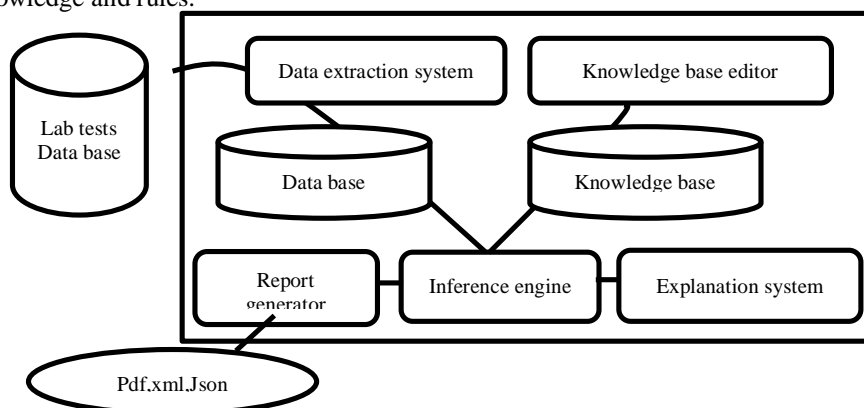 and rules.
Data extraction system
Knowledge base editor
Lab tests
Data base
Data base
Knowledge base
Report
generator
Inference engine
Explanation system
Pdf,xml,Json